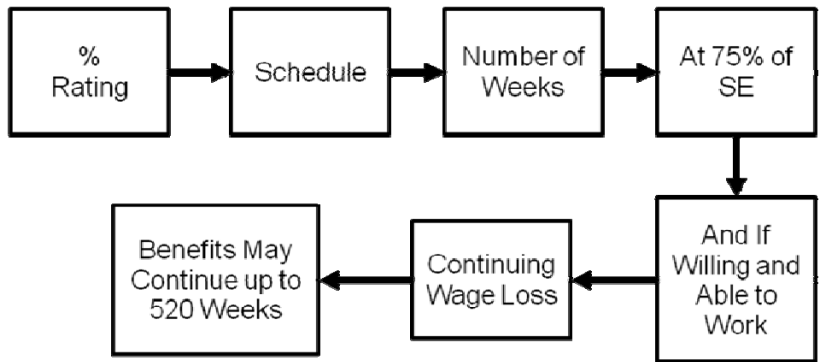 %
Rating
Schedule
Number of
Weeks
At 75% of
SE
And If
Willing and
Able to
Work
Continuing
Wage Loss
Benefits May
Continue up to
520 Weeks